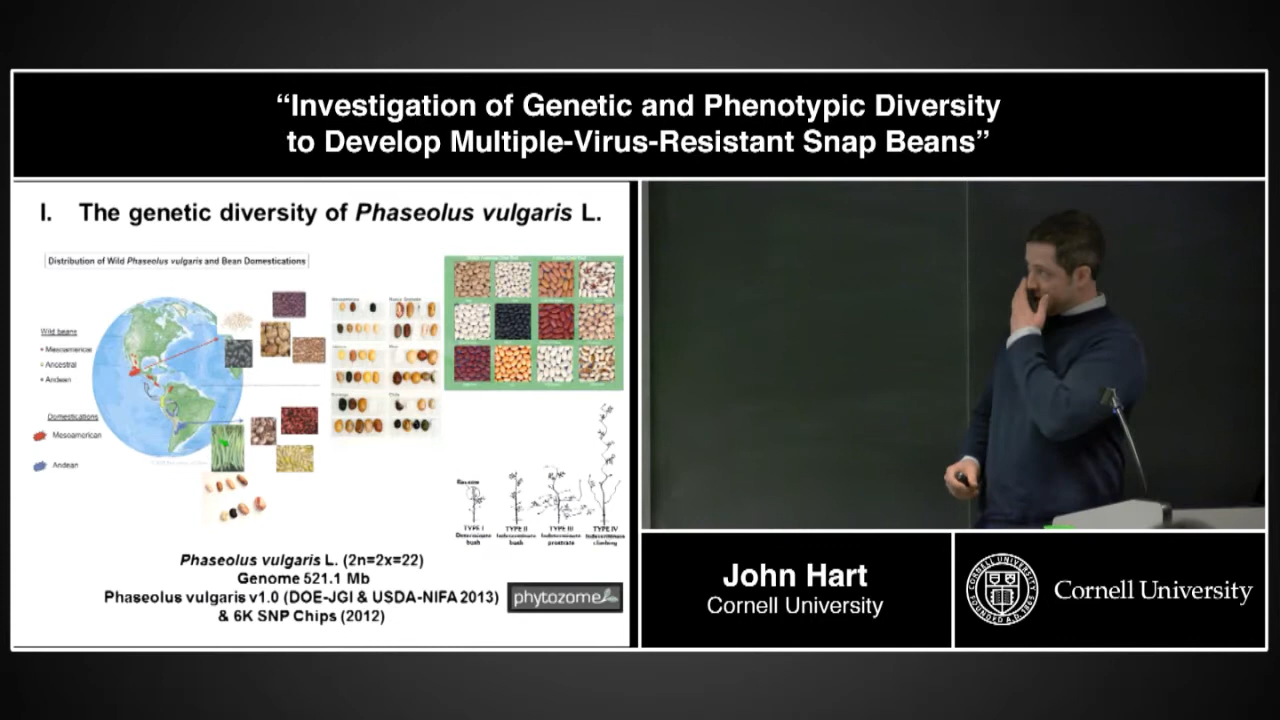 “Investigation of Genetic and Phenotypic Diversity
to Develop Multiple-Virus-Resistant Snap Beans”
I. The genetic diversity of Phaseolus vulgaris L.
Distribution of Wild Phaseolus vulgaris and Bean Domestications
Wild beans
• Mesoamerican
• Ancestral
• Andean
Domestications
Mesoamerican
Andean
TYPE I
Determinate
bush
TYPE II
Indeterminate
bush
TYPE III
Indeterminate
prostrate
TYPE IV
Indeterminate
climbing
Phaseolus vulgaris L. (2n=2x=22)
Genome 521.1 Mb
Phaseolus vulgaris v1.0 (DOE-JGI & USDA-NIFA 2013)
& 6K SNP Chips (2012)
phytozome
John Hart
Cornell University
CORNELL UNIVERSITY
FOUNDED A.D. 1865
Cornell University